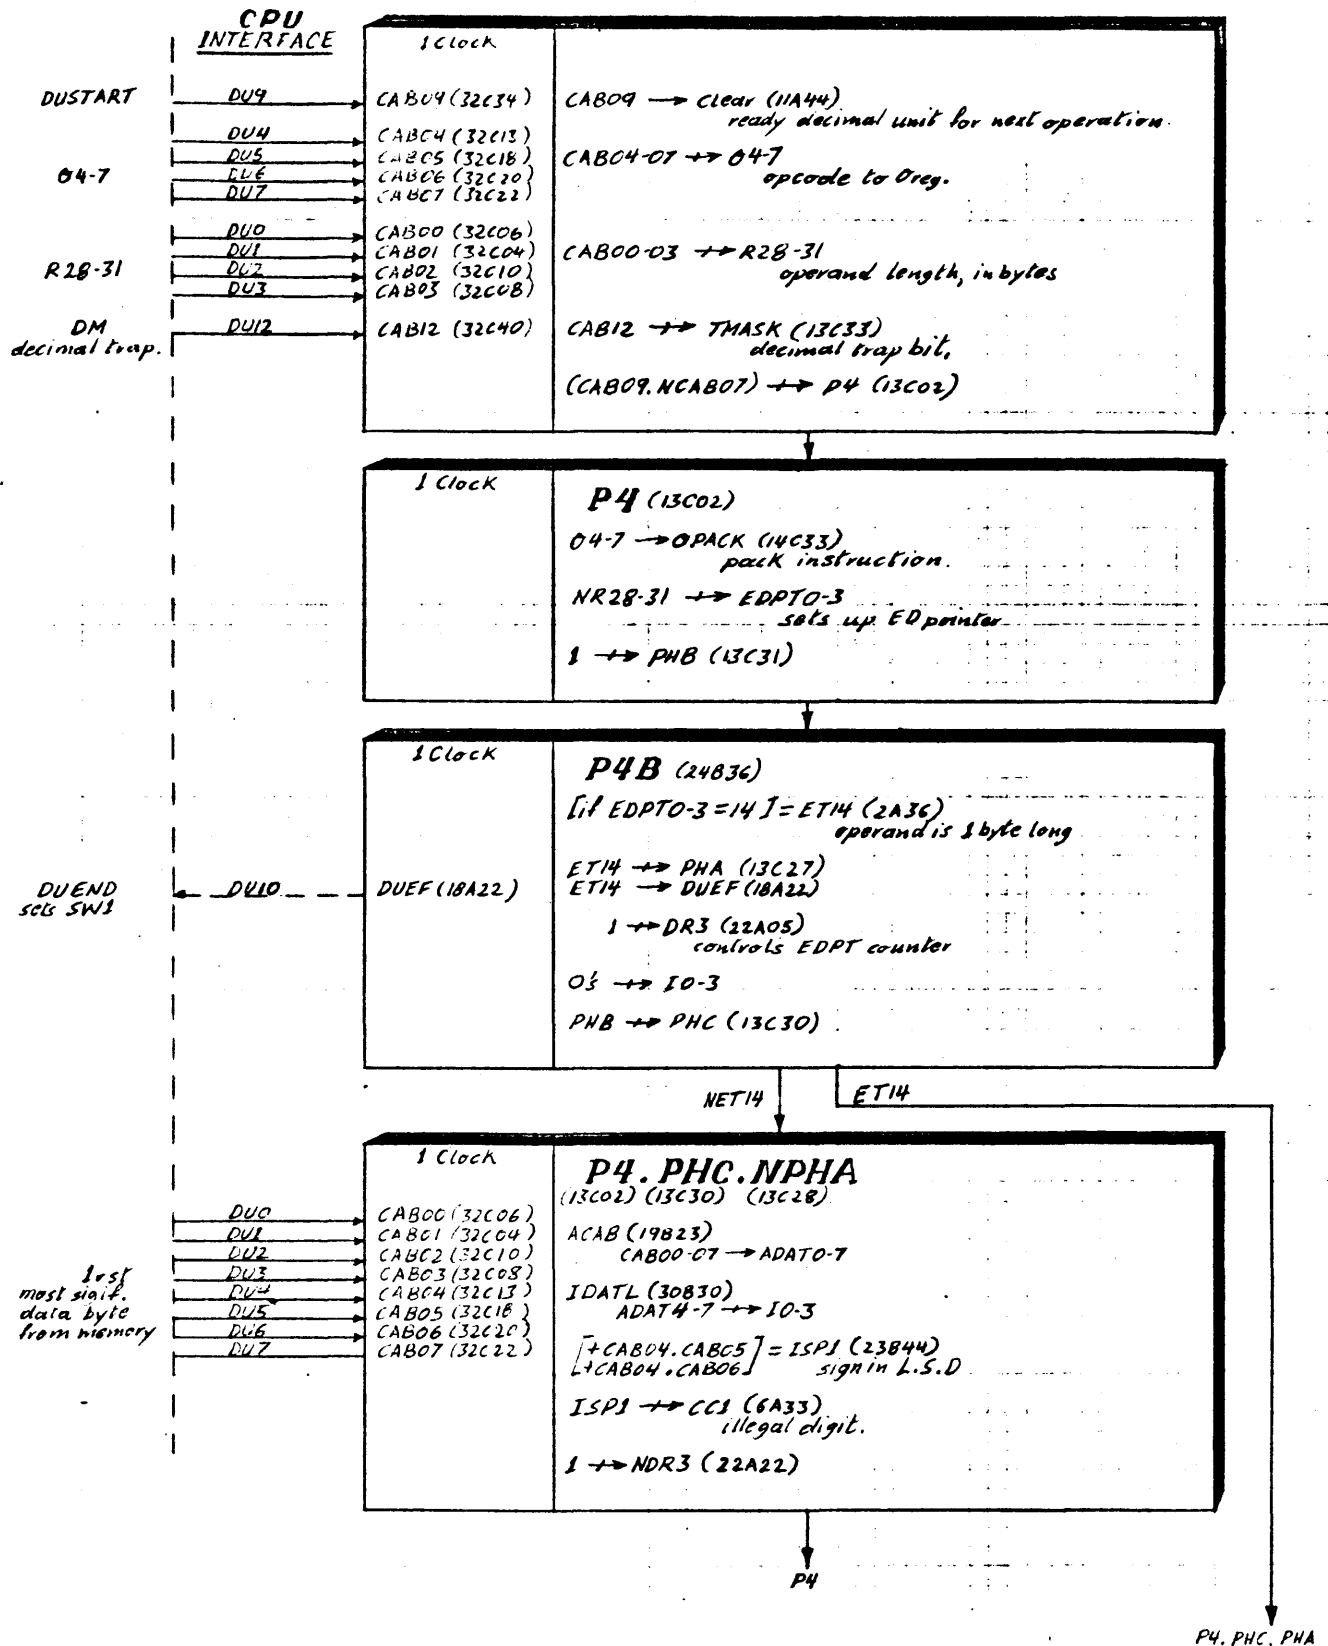 CPU
INTERFACE
1 Clock
DUSTART
DU9
CAB09 (32C34)
CAB09 → Clear (11A44)
ready decimal unit for next operation.
O4-7
DU4
CAB04 (32C13)
DU5
CAB05 (32C18)
DU6
CAB06 (32C20)
DU7
CAB07 (32C22)
CAB04-07 ⇸ O4-7
opcode to Oreg.
R28-31
DU0
CAB00 (32C06)
DU1
CAB01 (32C04)
DU2
CAB02 (32C10)
DU3
CAB03 (32C08)
CAB00-03 ⇸ R28-31
operand length, in bytes
DM
decimal trap.
DU12
CAB12 (32C40)
CAB12 ⇸ TMASK (13C33)
decimal trap bit.
(CAB09.NCAB07) ⇸ P4 (13C02)
1 Clock
P4 (13C02)
O4-7 → OPACK (14C33)
pack instruction.
NR28-31 ⇸ EDPT0-3
sets up ED pointer
1 ⇸ PHB (13C31)
1 Clock
P4B (24B36)
[if EDPT0-3 = 14] = ET14 (2A36)
operand is 1 byte long
ET14 ⇸ PHA (13C27)
DUEND
sets SW1
DU10
DUEF (18A22)
ET14 → DUEF (18A22)
1 ⇸ DR3 (22A05)
controls EDPT counter
O's ⇸ I0-3
PHB ⇸ PHC (13C30)
NET14
ET14
1 Clock
P4.PHC.NPHA
(13C02) (13C30) (13C28)
1rst
most signif.
data byte
from memory
DU0
CAB00 (32C06)
DU1
CAB01 (32C04)
DU2
CAB02 (32C10)
DU3
CAB03 (32C08)
DU4
CAB04 (32C13)
DU5
CAB05 (32C18)
DU6
CAB06 (32C20)
DU7
CAB07 (32C22)
ACAB (19B23)
CAB00-07 → ADAT0-7
IDATL (30B30)
ADAT4-7 ⇸ I0-3
[+CAB04.CAB05] = ISP1 (23B44)
[+CAB04.CAB06] sign in L.S.D
ISP1 ⇸ CC1 (6A33)
illegal digit.
1 ⇸ NDR3 (22A22)
P4
P4.PHC.PHA